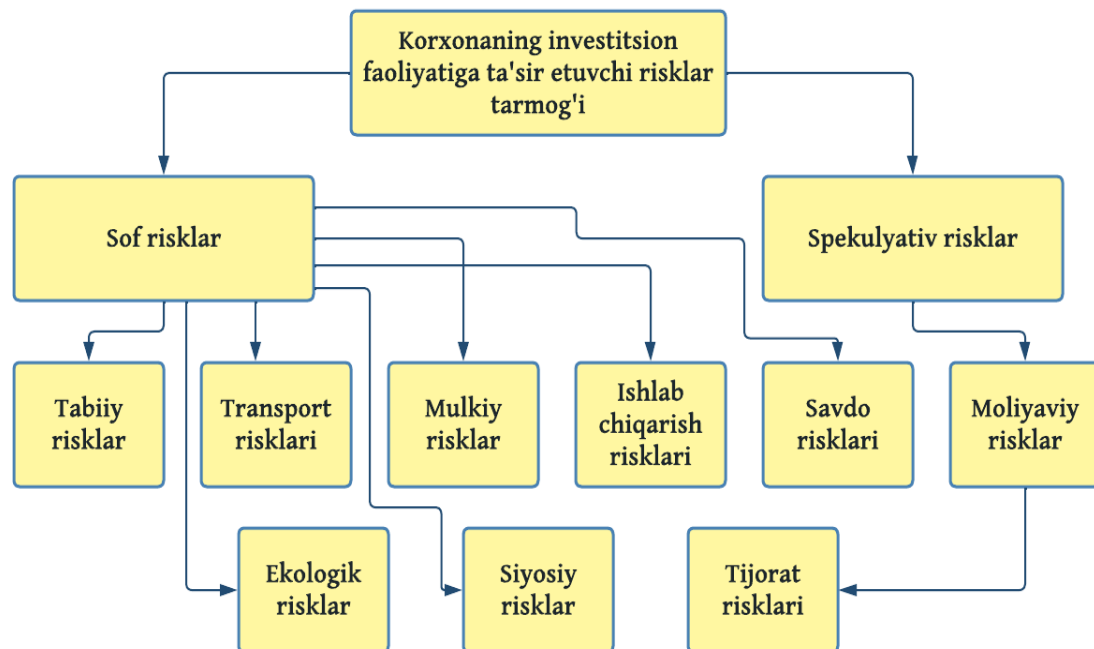 Korxonaning investitsion
faoliyatiga ta'sir etuvchi risklar
tarmog'i
Sof risklar
Spekulyativ risklar
Tabiiy
risklar
Transport
risklari
Mulkiy
risklar
Ishlab
chiqarish
risklari
Savdo
risklari
Moliyaviy
risklar
Ekologik
risklar
Siyosiy
risklar
Tijorat
risklari